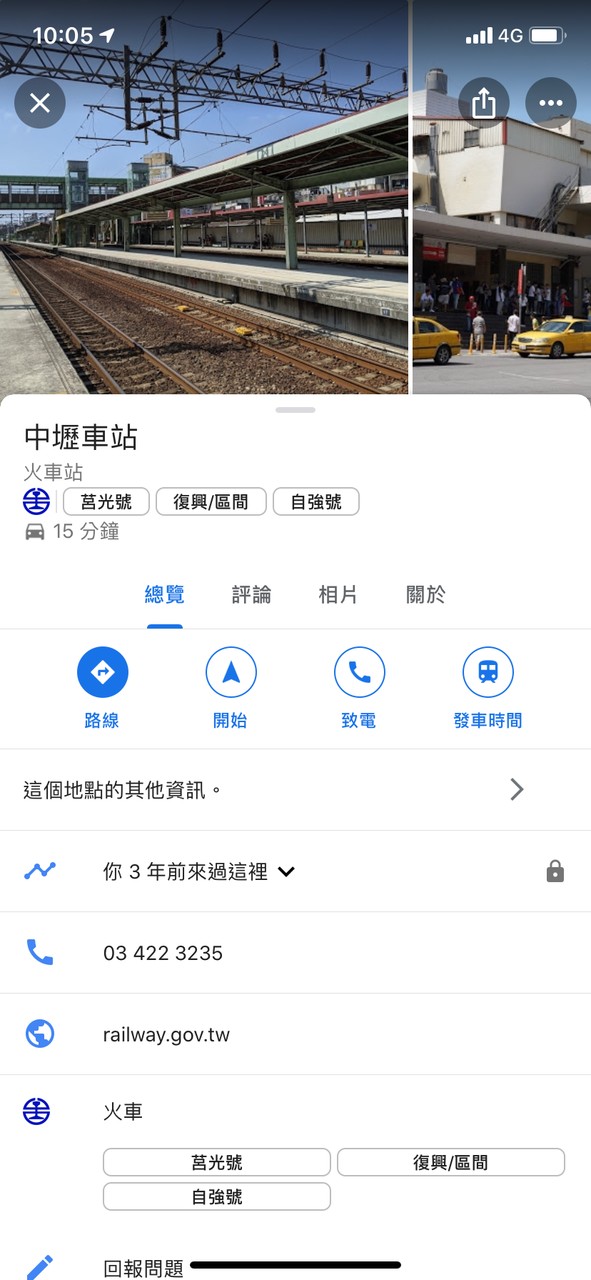 10:05
4G
中壢車站
火車站
莒光號 復興/區間 自強號
15 分鐘
總覽 評論 相片 關於
路線 開始 致電 發車時間
這個地點的其他資訊。
你 3 年前來過這裡
03 422 3235
railway.gov.tw
火車
莒光號 復興/區間
自強號
回報問題